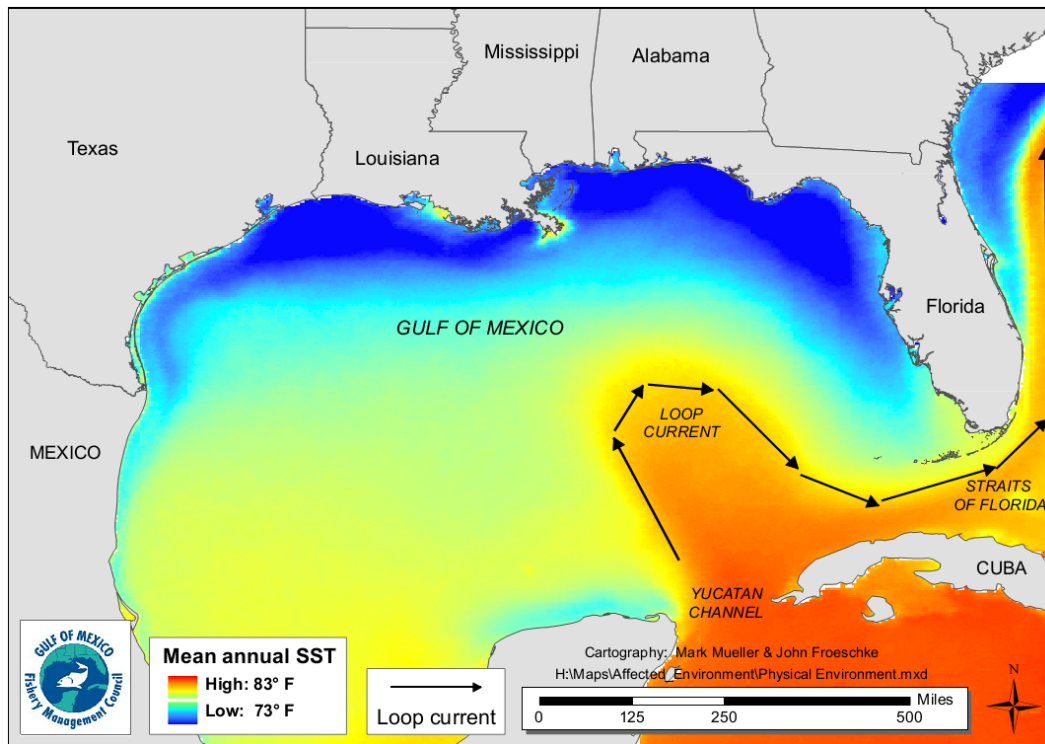 Mississippi
Alabama
Texas
Louisiana
GULF OF MEXICO
Florida
LOOP
CURRENT
MEXICO
STRAITS
OF FLORIDA
CUBA
YUCATAN
CHANNEL
GULF OF MEXICO
Fishery Management Council
Mean annual SST
High: 83° F
Low: 73° F
Loop current
Cartography: Mark Mueller & John Froeschke
H:\Maps\Affected_Environment\Physical Environment.mxd
Miles
0 125 250 500
N